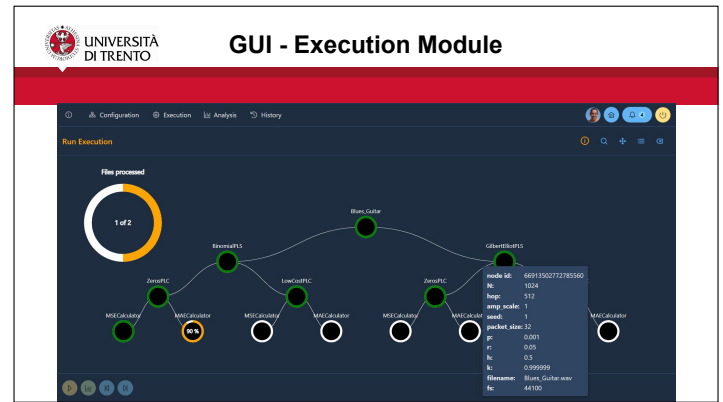 UNIVERSITÀ
DI TRENTO
GUI - Execution Module
Configuration Execution Analysis History
4
Run Execution
Files processed
1 of 2
Blues_Guitar
BinomialPLS
GilbertElliotPLS
ZerosPLC
LowCostPLC
ZerosPLC
MSECalculator
MAECalculator
MSECalculator
MAECalculator
MSECalculator
MAECalculat
MAECalculator
90 %
node id: 66913502772785560
N: 1024
hop: 512
amp_scale: 1
seed: 1
packet_size: 32
p: 0.001
r: 0.05
h: 0.5
k: 0.999999
filename: Blues_Guitar.wav
fs: 44100